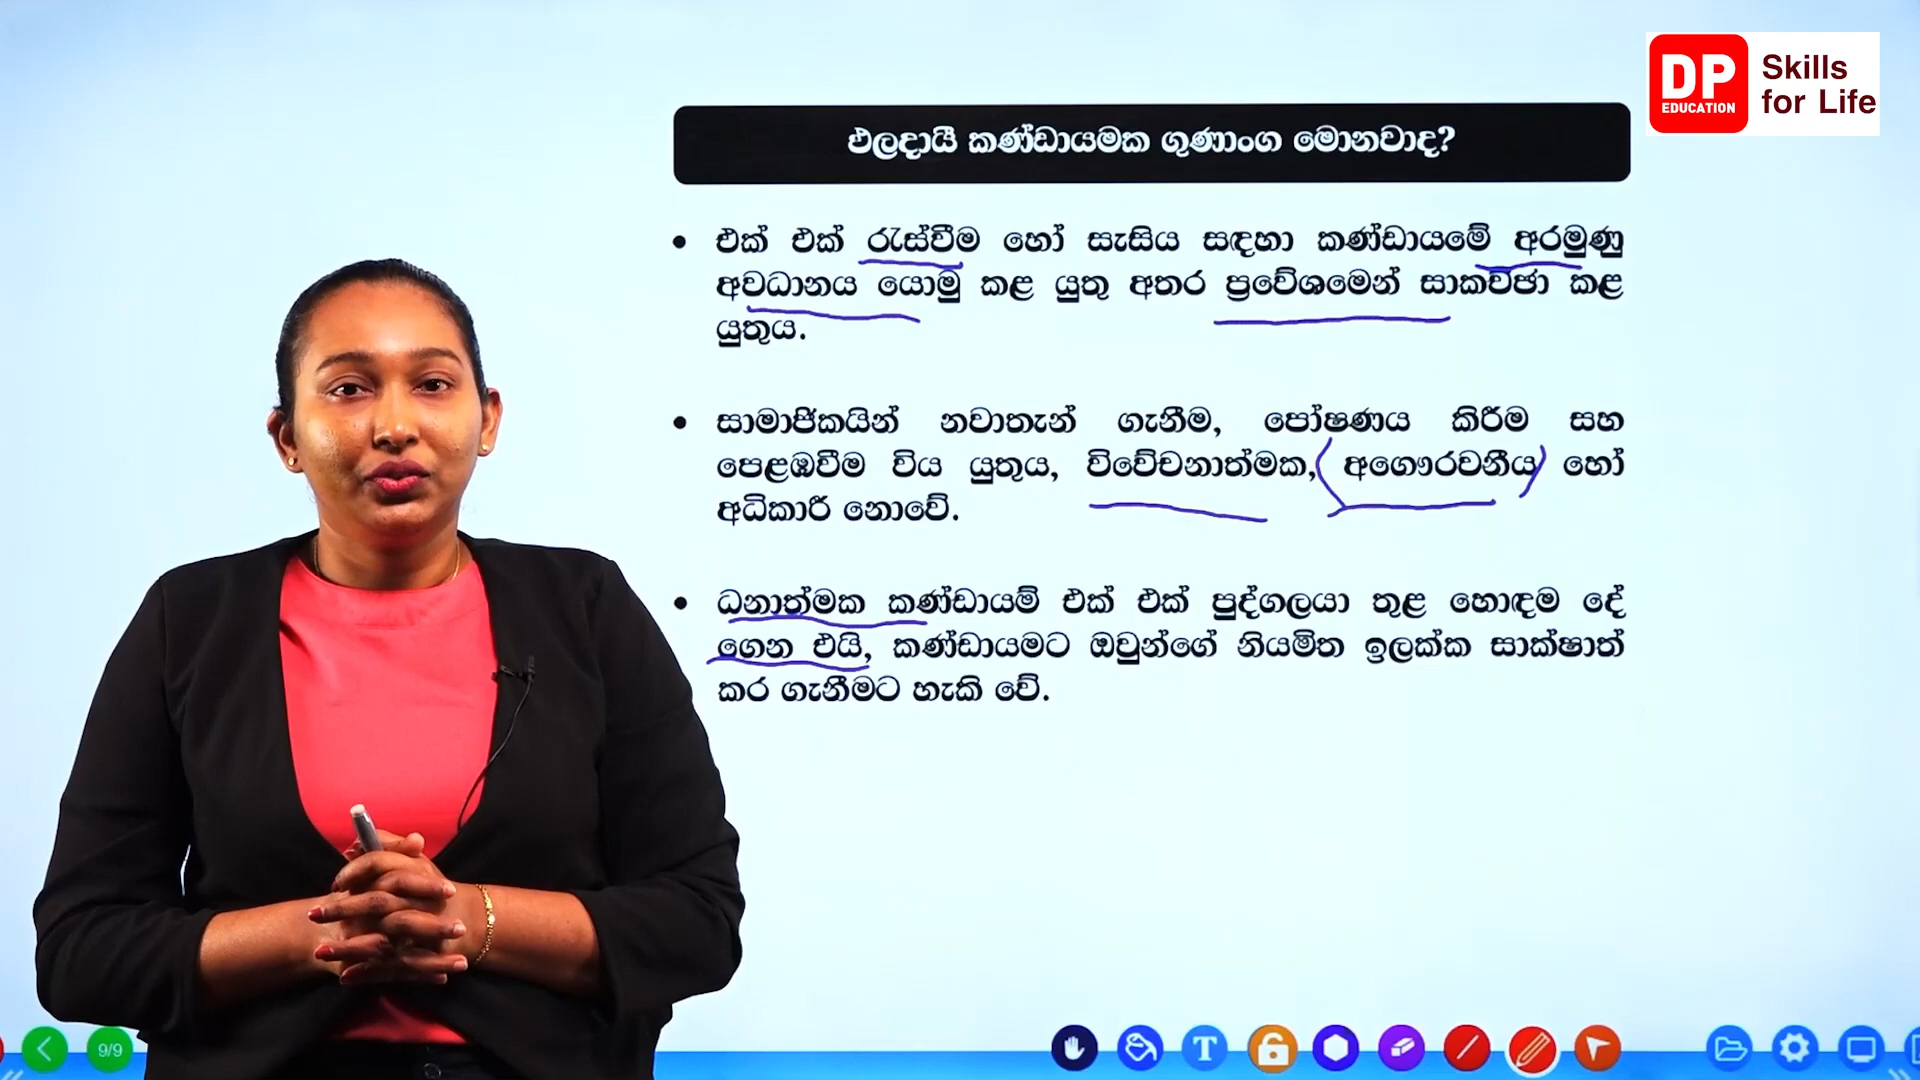 DP
EDUCATION
Skills
for Life
ඵලදායී කණ්ඩායමක ගුණාංග මොනවාද?
• එක් එක් රැස්වීම හෝ සැසිය සඳහා කණ්ඩායමේ අරමුණු
අවධානය යොමු කළ යුතු අතර ප්‍රවේශමෙන් සාකච්ඡා කළ
යුතුය.
• සාමාජිකයින් නවාතැන් ගැනීම, පෝෂණය කිරීම සහ
පෙළඹවීම විය යුතුය, විවේචනාත්මක, අගෞරවනීය හෝ
අධිකාරී නොවේ.
• ධනාත්මක කණ්ඩායම් එක් එක් පුද්ගලයා තුළ හොඳම දේ
ගෙන එයි, කණ්ඩායමට ඔවුන්ගේ නියමිත ඉලක්ක සාක්ෂාත්
කර ගැනීමට හැකි වේ.
9/9
T